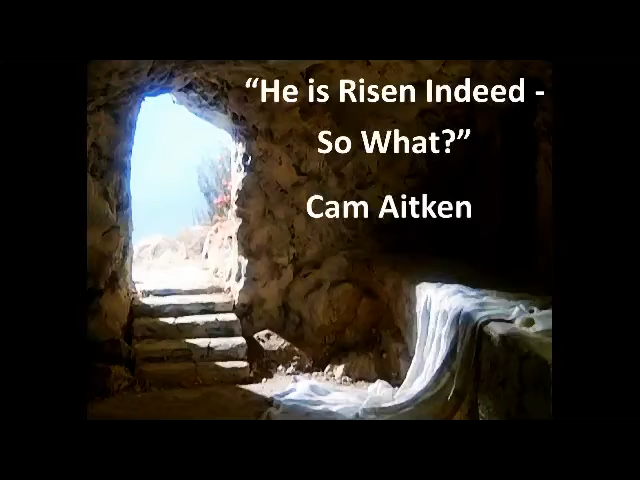 “He is Risen Indeed -
So What?”
Cam Aitken